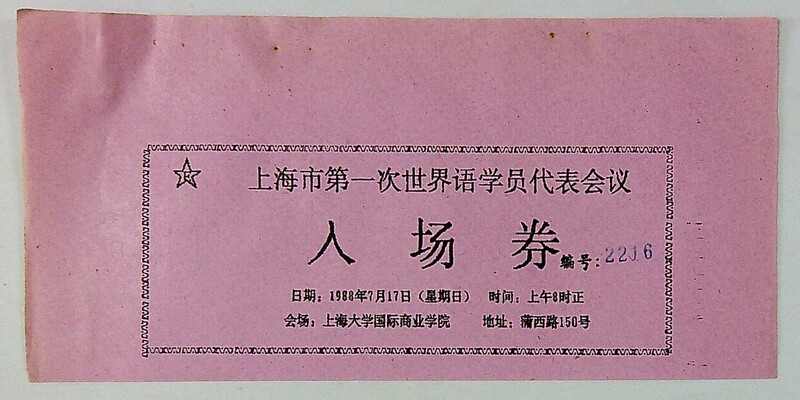 上海市第一次世界语学员代表会议
入场券 编号:2216
日期:1988年7月17日(星期日) 时间:上午8时正
会场:上海大学国际商业学院 地址:蒲西路150号